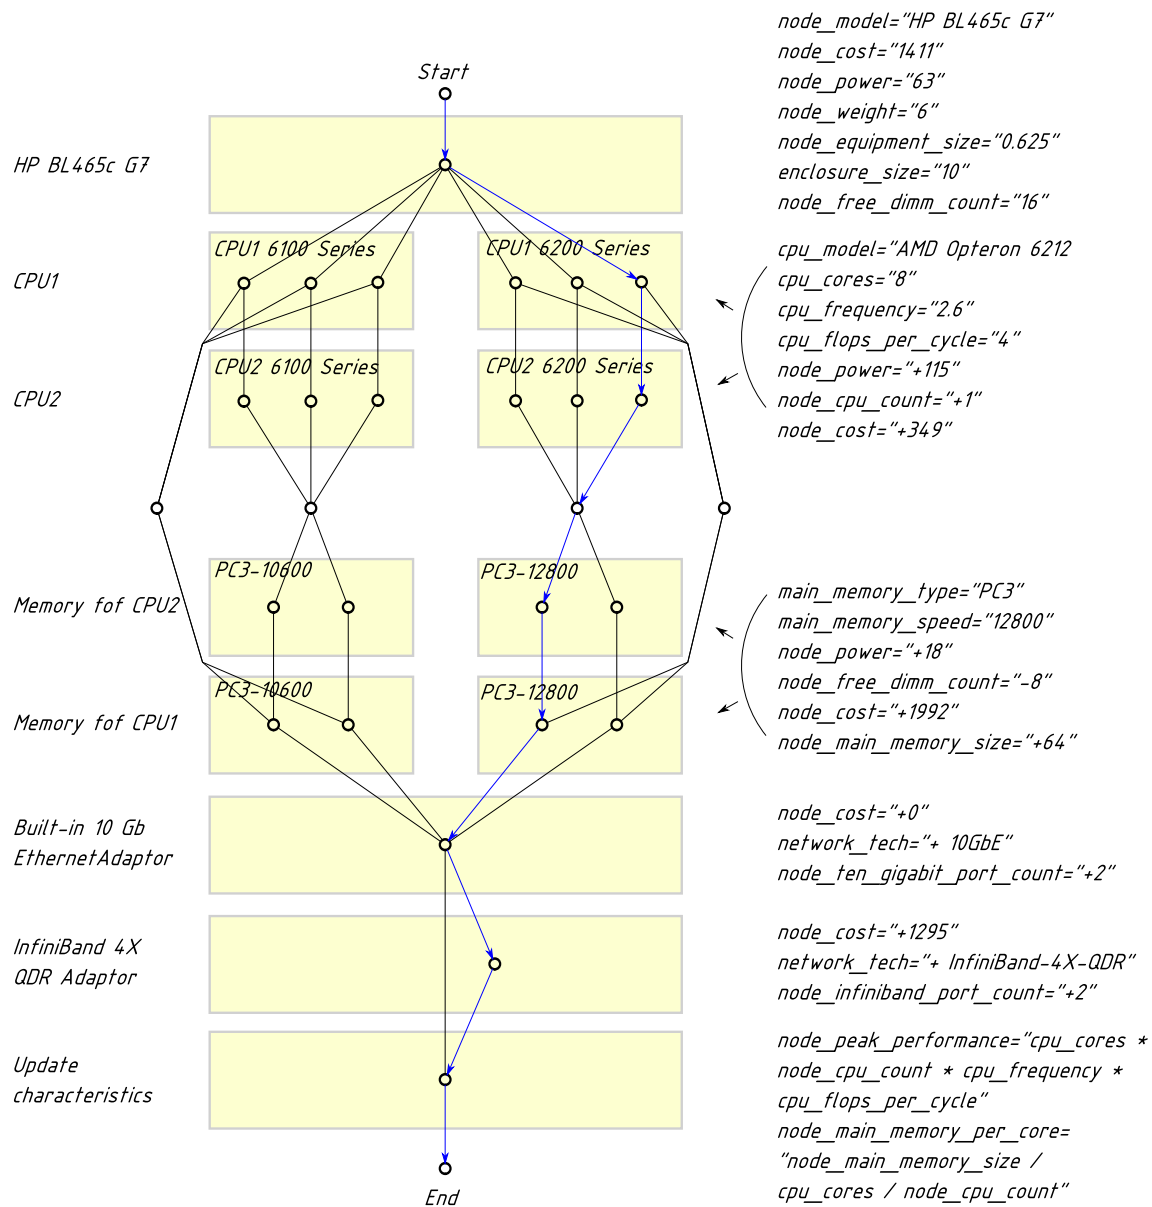 node_model="HP BL465c G7"
node_cost="1411"
node_power="63"
node_weight="6"
node_equipment_size="0.625"
enclosure_size="10"
node_free_dimm_count="16"
Start
HP BL465c G7
CPU1 6100 Series
CPU1 6200 Series
CPU1
cpu_model="AMD Opteron 6212
cpu_cores="8"
cpu_frequency="2.6"
cpu_flops_per_cycle="4"
node_power="+115"
node_cpu_count="+1"
node_cost="+349"
CPU2 6100 Series
CPU2 6200 Series
CPU2
PC3-10600
PC3-12800
Memory fof CPU2
main_memory_type="PC3"
main_memory_speed="12800"
node_power="+18"
node_free_dimm_count="-8"
node_cost="+1992"
node_main_memory_size="+64"
PC3-10600
PC3-12800
Memory fof CPU1
Built-in 10 Gb
EthernetAdaptor
node_cost="+0"
network_tech="+ 10GbE"
node_ten_gigabit_port_count="+2"
InfiniBand 4X
QDR Adaptor
node_cost="+1295"
network_tech="+ InfiniBand-4X-QDR"
node_infiniband_port_count="+2"
Update
characteristics
node_peak_performance="cpu_cores *
node_cpu_count * cpu_frequency *
cpu_flops_per_cycle"
node_main_memory_per_core=
"node_main_memory_size /
cpu_cores / node_cpu_count"
End